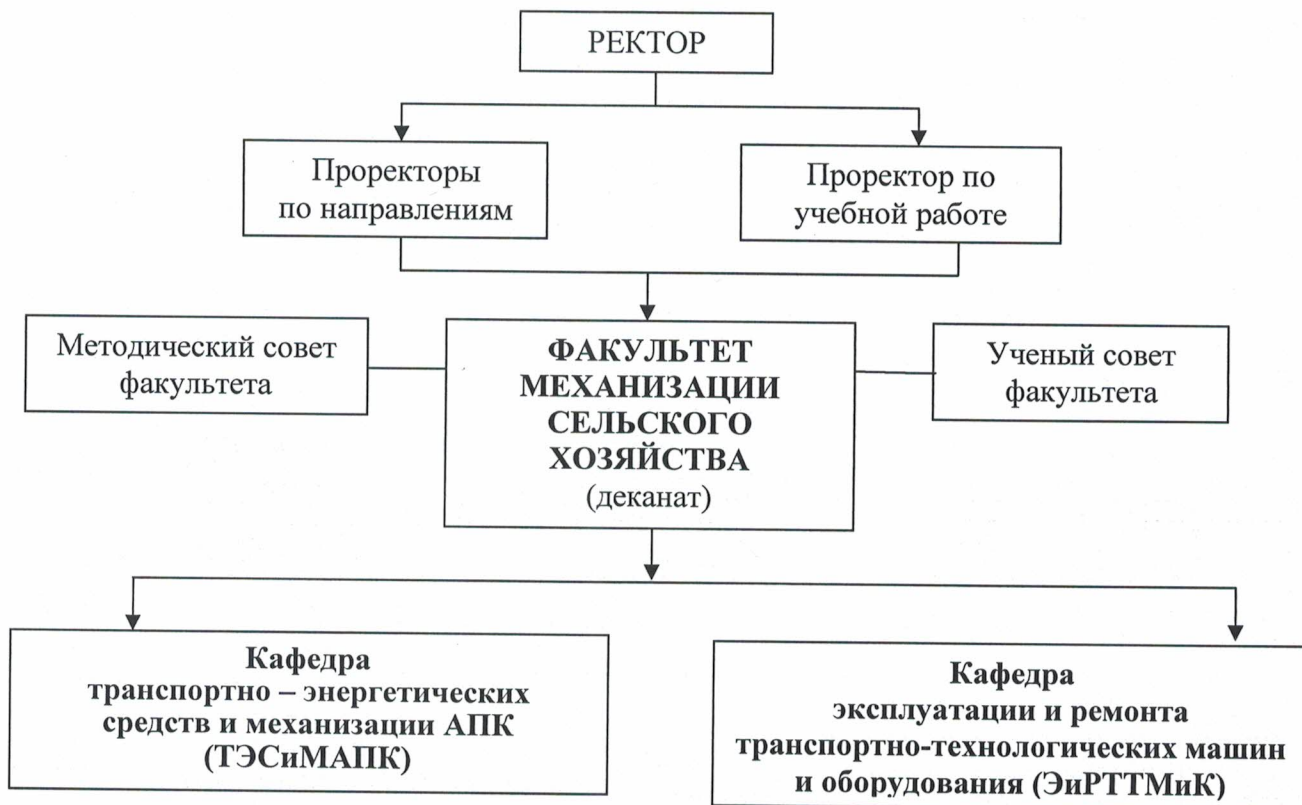 РЕКТОР
Проректоры
по направлениям
Проректор по
учебной работе
Методический совет
факультета
ФАКУЛЬТЕТ
МЕХАНИЗАЦИИ
СЕЛЬСКОГО
ХОЗЯЙСТВА
(деканат)
Ученый совет
факультета
Кафедра
транспортно – энергетических
средств и механизации АПК
(ТЭСиМАПК)
Кафедра
эксплуатации и ремонта
транспортно-технологических машин
и оборудования (ЭиРТТМиК)